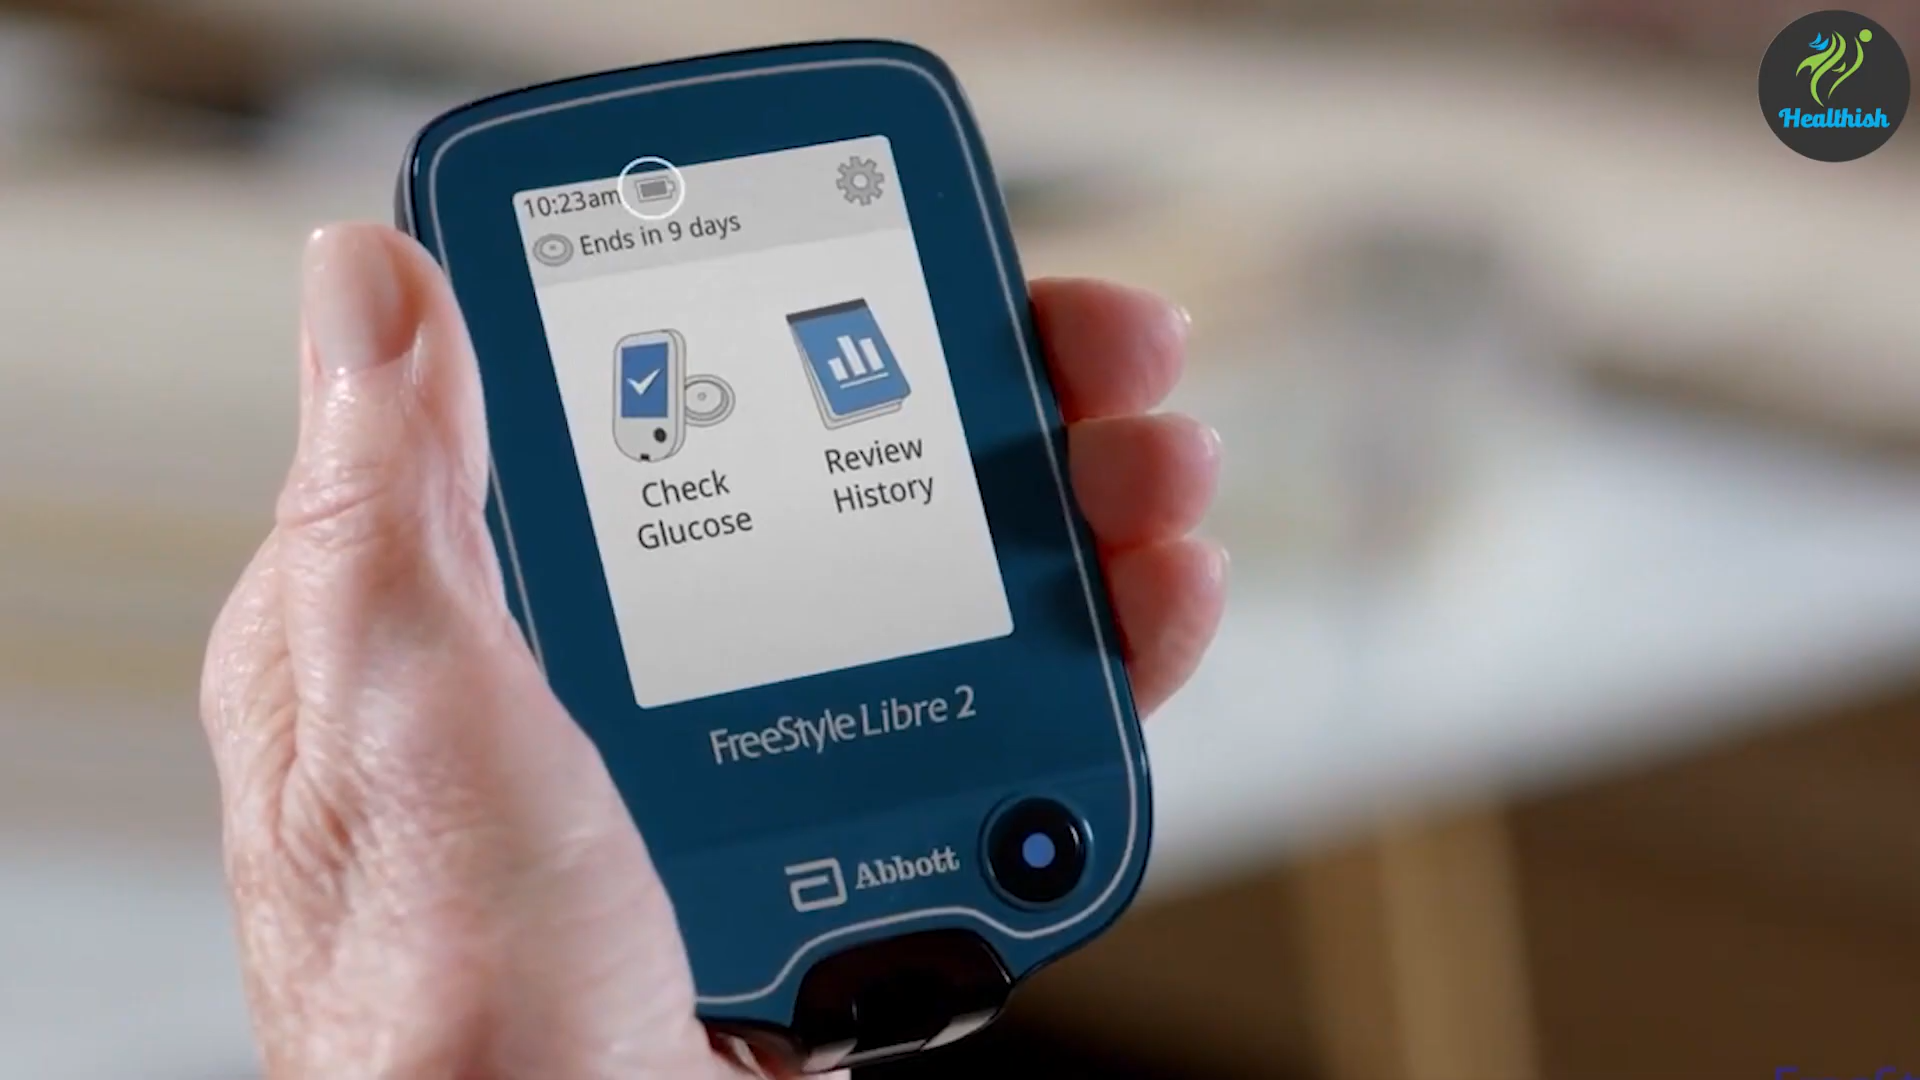 Healthish
10:23am
Ends in 9 days
Check
Glucose
Review
History
FreeStyle Libre 2
Abbott